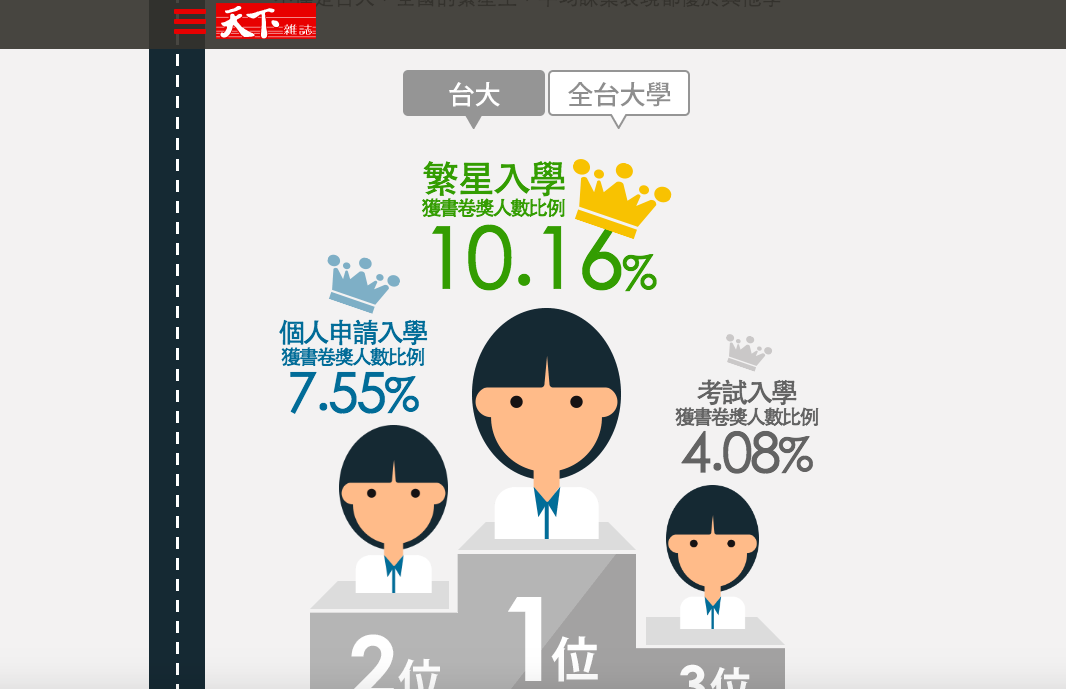 天下雜誌
台大
全台大學
繁星入學
獲書卷獎人數比例
10.16%
個人申請入學
獲書卷獎人數比例
7.55%
考試入學
獲書卷獎人數比例
4.08%
1位
2位
3位